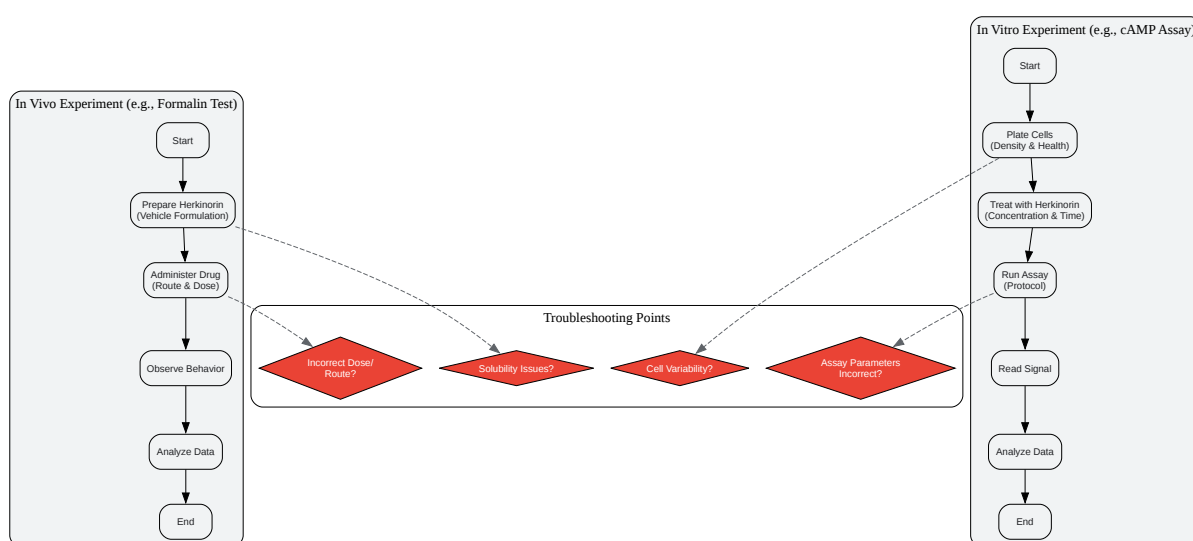 In Vivo Experiment (e.g., Formalin Test)
Start
Prepare Herkinorin
(Vehicle Formulation)
Administer Drug
(Route & Dose)
Observe Behavior
Analyze Data
End
Troubleshooting Points
Incorrect Dose/
Route?
Solubility Issues?
Cell Variability?
Assay Parameters
Incorrect?
In Vitro Experiment (e.g., cAMP Assay)
Start
Plate Cells
(Density & Health)
Treat with Herkinorin
(Concentration & Time)
Run Assay
(Protocol)
Read Signal
Analyze Data
End